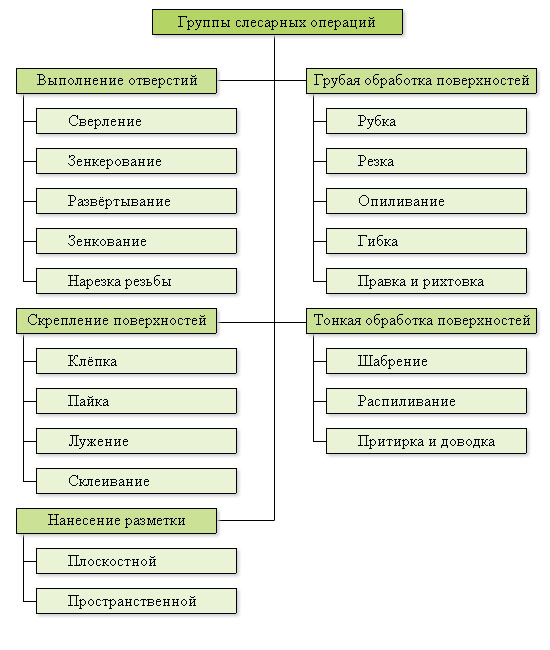 Группы слесарных операций
Выполнение отверстий
Сверление
Зенкерование
Развёртывание
Зенкование
Нарезка резьбы
Грубая обработка поверхностей
Рубка
Резка
Опиливание
Гибка
Правка и рихтовка
Скрепление поверхностей
Клёпка
Пайка
Лужение
Склеивание
Тонкая обработка поверхностей
Шабрение
Распиливание
Притирка и доводка
Нанесение разметки
Плоскостной
Пространственной